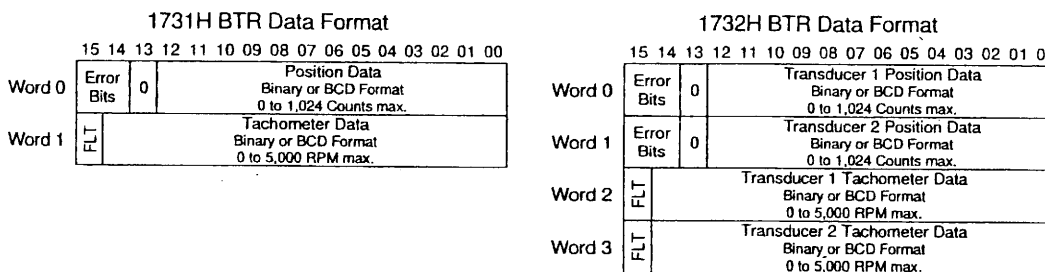 1731H BTR Data Format
15 14 13 12 11 10 09 08 07 06 05 04 03 02 01 00
Word 0
Error
Bits
0
Position Data
Binary or BCD Format
0 to 1,024 Counts max.
Word 1
FLT
Tachometer Data
Binary or BCD Format
0 to 5,000 RPM max.
1732H BTR Data Format
15 14 13 12 11 10 09 08 07 06 05 04 03 02 01 0
Word 0
Error
Bits
0
Transducer 1 Position Data
Binary or BCD Format
0 to 1,024 Counts max.
Word 1
Error
Bits
0
Transducer 2 Position Data
Binary or BCD Format
0 to 1,024 Counts max.
Word 2
FLT
Transducer 1 Tachometer Data
Binary or BCD Format
0 to 5,000 RPM max.
Word 3
FLT
Transducer 2 Tachometer Data
Binary or BCD Format
0 to 5,000 RPM max.